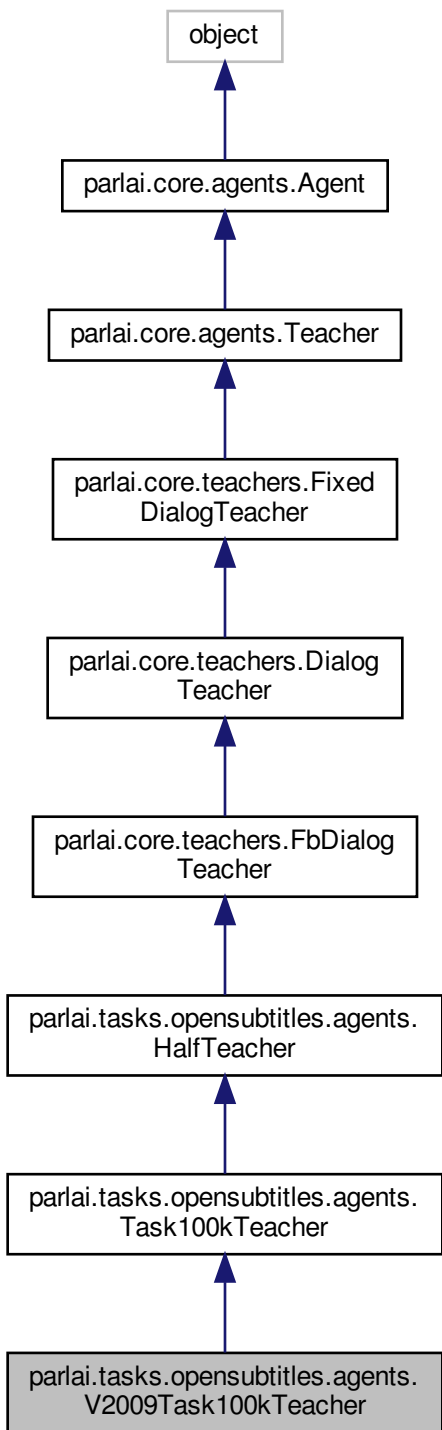 object
parlai.core.agents.Agent
parlai.core.agents.Teacher
parlai.core.teachers.Fixed
DialogTeacher
parlai.core.teachers.Dialog
Teacher
parlai.core.teachers.FbDialog
Teacher
parlai.tasks.opensubtitles.agents.
HalfTeacher
parlai.tasks.opensubtitles.agents.
Task100kTeacher
parlai.tasks.opensubtitles.agents.
V2009Task100kTeacher